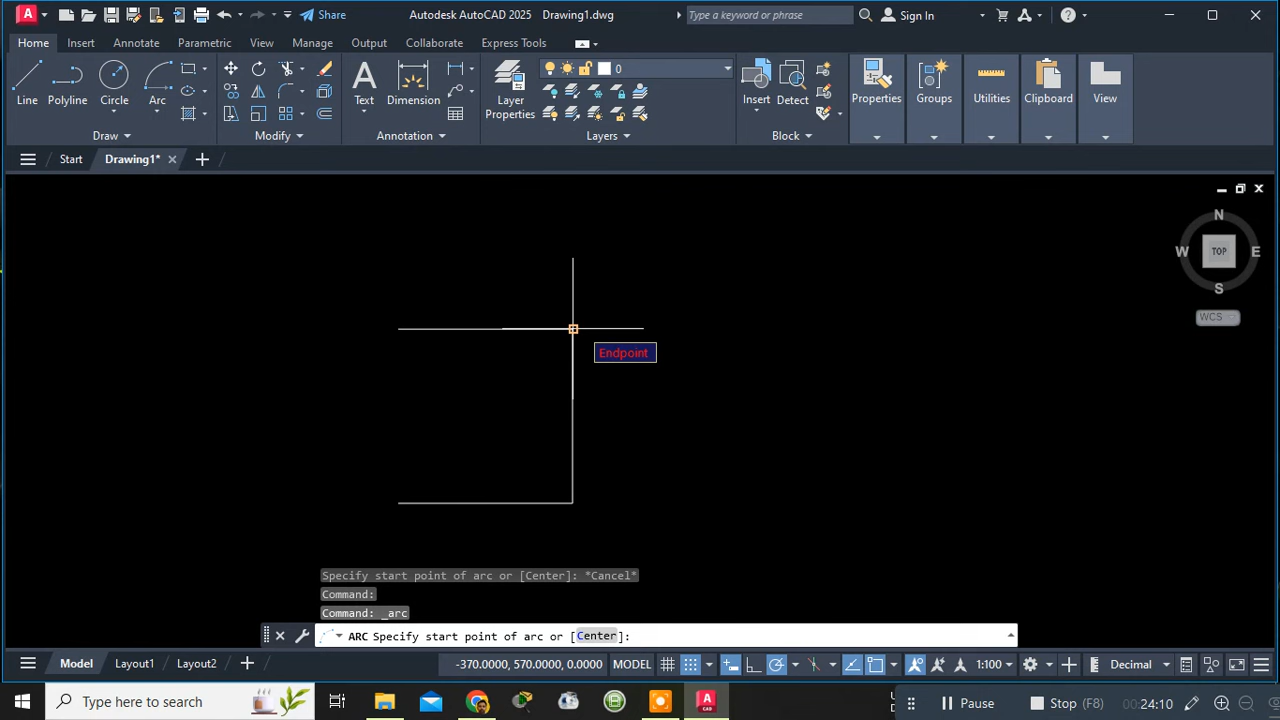 Share
Autodesk AutoCAD 2025 Drawing1.dwg
Type a keyword or phrase
Sign In
Home Insert Annotate Parametric View Manage Output Collaborate Express Tools
Line Polyline Circle Arc
Text Dimension
Layer Properties
0
Insert Detect
Properties Groups Utilities Clipboard View
Draw Modify Annotation Layers Block
Start Drawing1*
N
W TOP E
S
WCS
Endpoint
Specify start point of arc or [Center]: *Cancel*
Command:
Command: _arc
ARC Specify start point of arc or [Center]:
Model Layout1 Layout2
-370.0000, 570.0000, 0.0000 MODEL
1:100
Decimal
Type here to search
CAD
Pause Stop (F8) 00:24:10